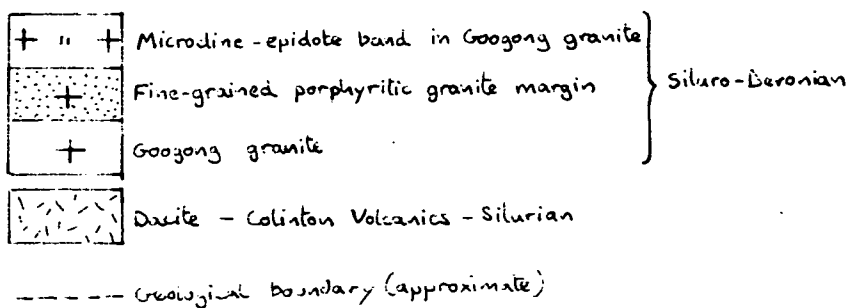 Microcline - epidote band in Googong granite
Fine-grained porphyritic granite margin
Siluro-Devonian
Googong granite
Dacite - Colinton Volcanics - Silurian
Geological boundary (approximate)